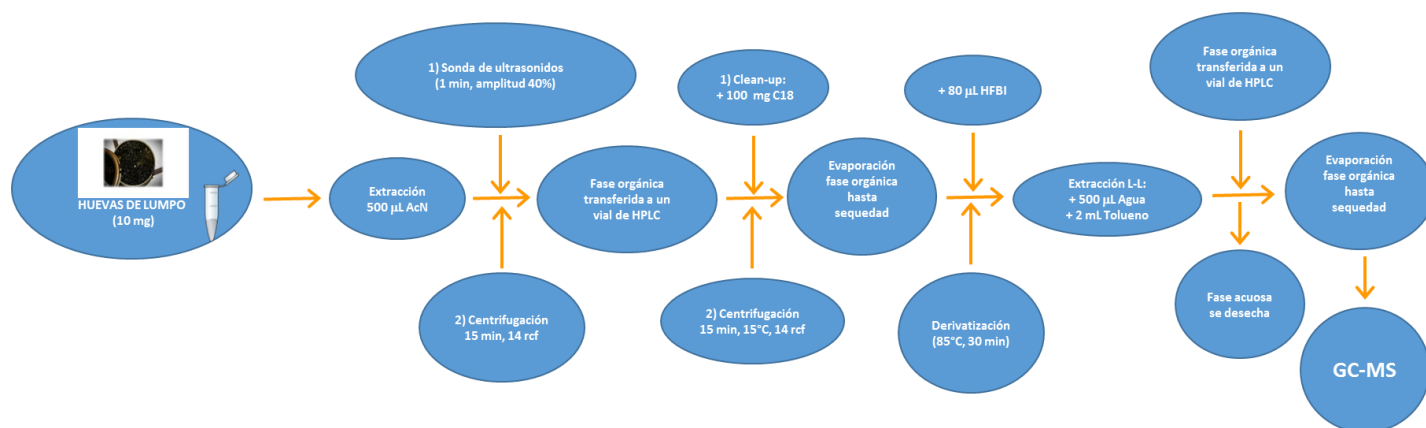 HUEVAS DE LUMPO
(10 mg)
Extracción
500 µL AcN
1) Sonda de ultrasonidos
(1 min, amplitud 40%)
2) Centrifugación
15 min, 14 rcf
Fase orgánica
transferida a un
vial de HPLC
1) Clean-up:
+ 100 mg C18
2) Centrifugación
15 min, 15°C, 14 rcf
Evaporación
fase orgánica
hasta
sequedad
+ 80 µL HFBI
Derivatización
(85°C, 30 min)
Extracción L-L:
+ 500 µL Agua
+ 2 mL Tolueno
Fase orgánica
transferida a un
vial de HPLC
Fase acuosa
se desecha
Evaporación
fase orgánica
hasta
sequedad
GC-MS